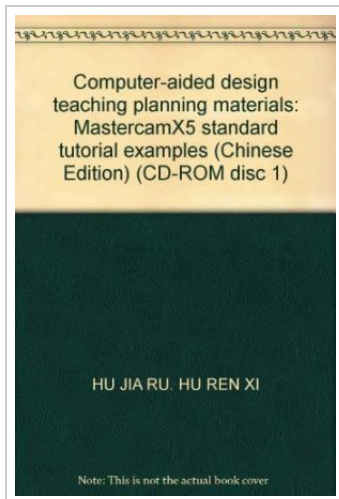 Computer-aided design
teaching planning materials:
MastercamX5 standard
tutorial examples (Chinese
Edition) (CD-ROM disc 1)
HU JIA RU. HU REN XI
Note: This is not the actual book cover